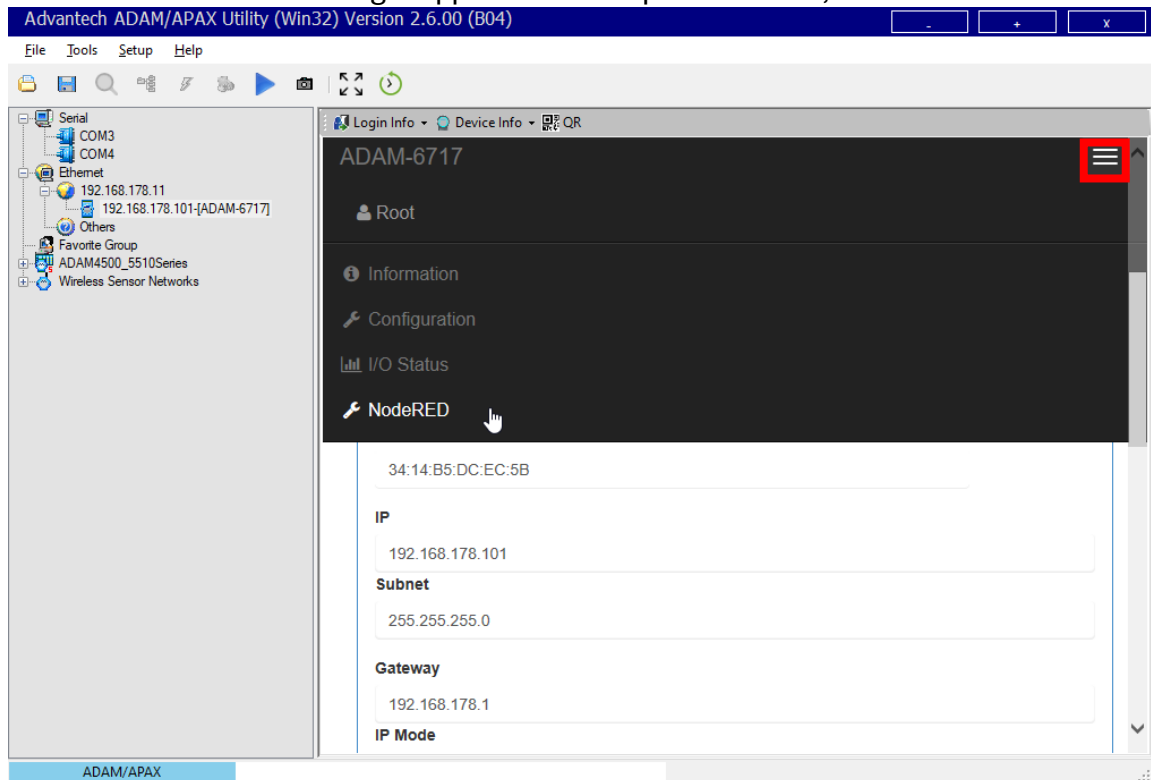 Advantech ADAM/APAX Utility (Win32) Version 2.6.00 (B04)
- + x
File Tools Setup Help
Serial
COM3
COM4
Ethernet
192.168.178.11
192.168.178.101-[ADAM-6717]
Others
Favorite Group
ADAM4500_5510Series
Wireless Sensor Networks
Login Info Device Info QR
ADAM-6717
Root
Information
Configuration
I/O Status
NodeRED
34:14:B5:DC:EC:5B
IP
192.168.178.101
Subnet
255.255.255.0
Gateway
192.168.178.1
IP Mode
ADAM/APAX